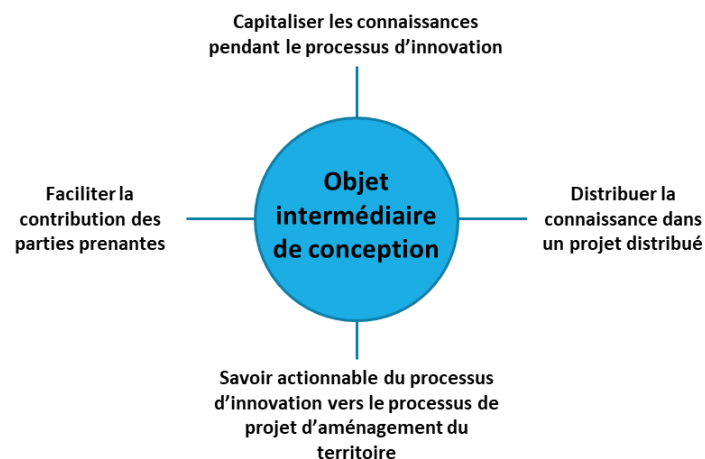 Capitaliser les connaissances
pendant le processus d'innovation
Faciliter la
contribution des
parties prenantes
Objet
intermédiaire
de conception
Distribuer la
connaissance dans
un projet distribué
Savoir actionnable du processus
d'innovation vers le processus de
projet d'aménagement du
territoire